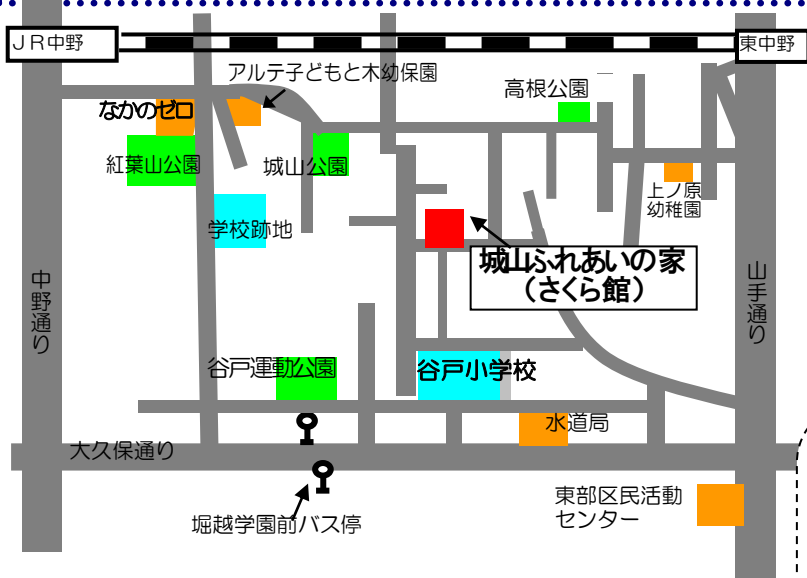 JR中野
東中野
アルテ子どもと木幼保園
高根公園
なかのゼロ
紅葉山公園
城山公園
上ノ原
幼稚園
学校跡地
城山ふれあいの家
（さくら館）
中野通り
山手通り
谷戸運動公園
谷戸小学校
水道局
大久保通り
東部区民活動
センター
堀越学園前バス停